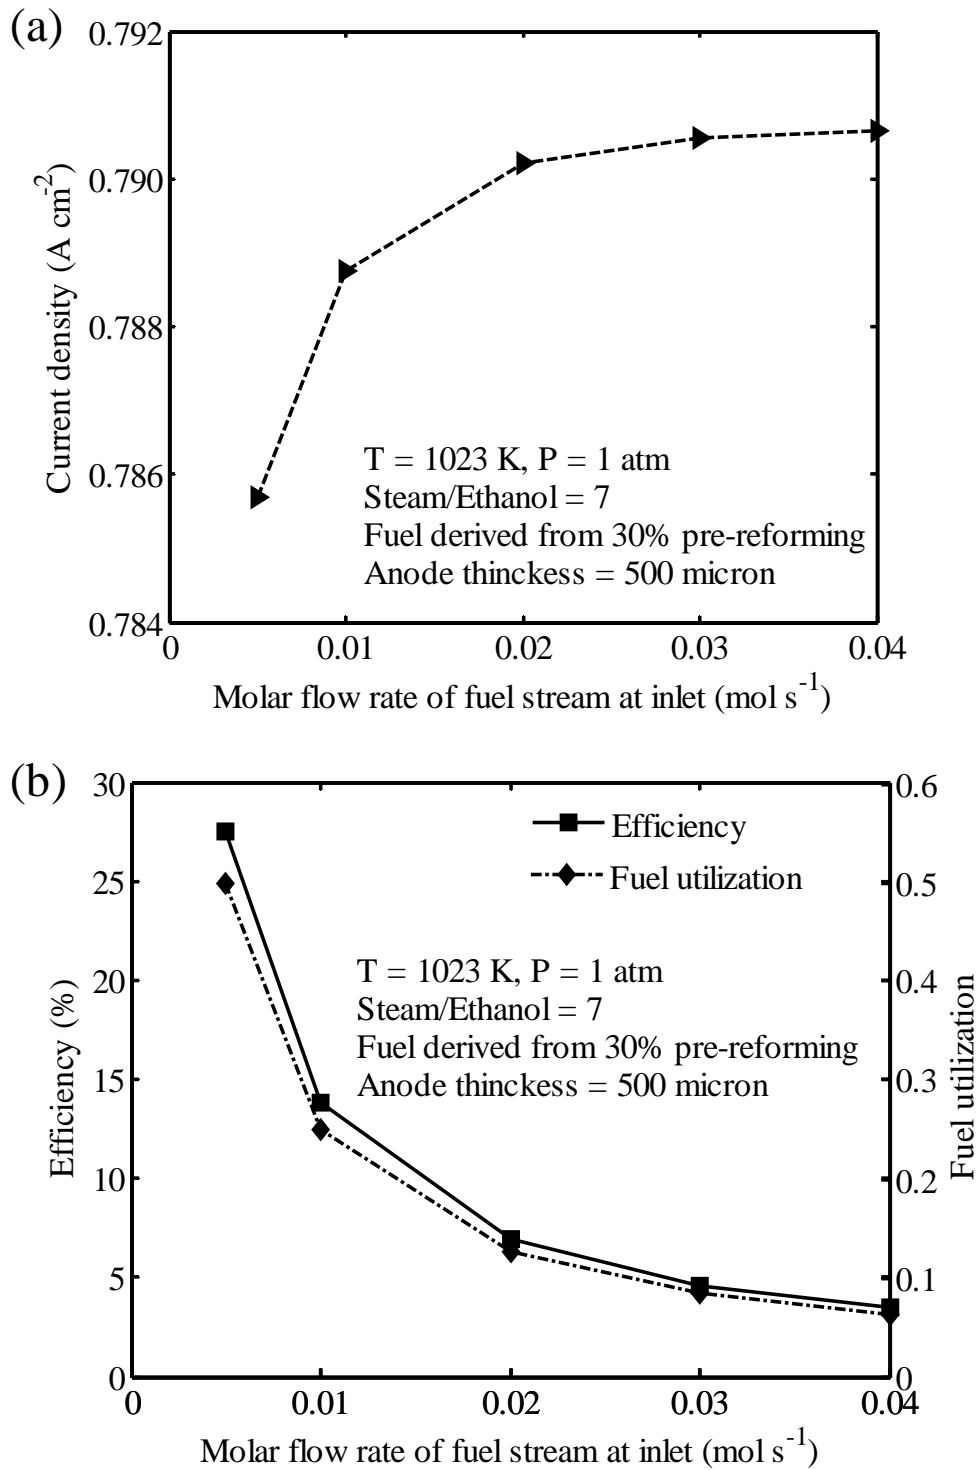 (a)
0.792
0.790
0.788
0.786
0.784
Current density (A cm-2)
T = 1023 K, P = 1 atm
Steam/Ethanol = 7
Fuel derived from 30% pre-reforming
Anode thinckess = 500 micron
0 0.01 0.02 0.03 0.04
Molar flow rate of fuel stream at inlet (mol s-1)
(b)
30
25
20
15
10
5
0
Efficiency (%)
Efficiency
Fuel utilization
T = 1023 K, P = 1 atm
Steam/Ethanol = 7
Fuel derived from 30% pre-reforming
Anode thinckess = 500 micron
0.6
0.5
0.4
0.3
0.2
0.1
0
Fuel utilization
0 0.01 0.02 0.03 0.04
Molar flow rate of fuel stream at inlet (mol s-1)